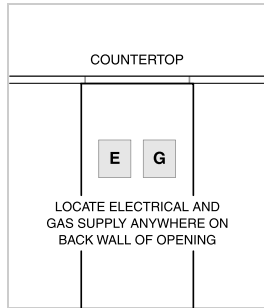 COUNTERTOP
E G
LOCATE ELECTRICAL AND
GAS SUPPLY ANYWHERE ON
BACK WALL OF OPENING